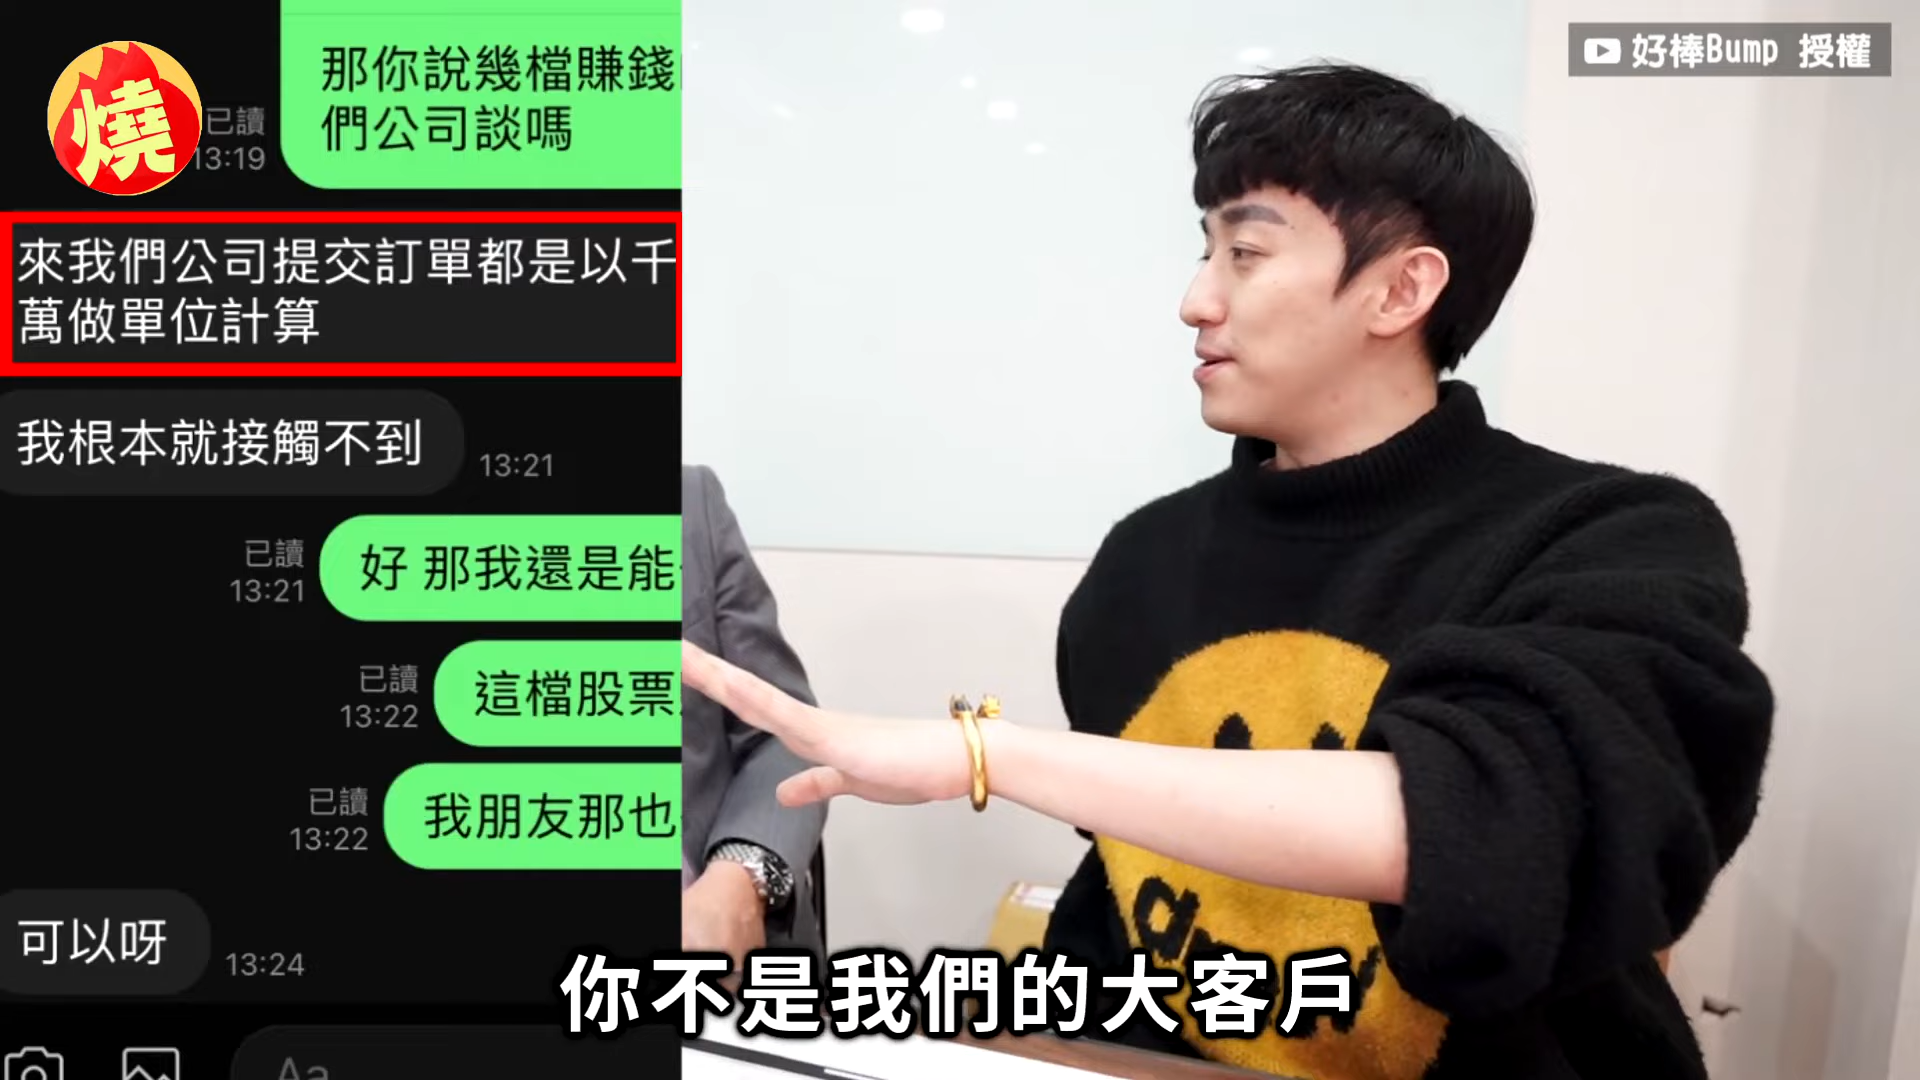 燒
已讀
13:19
那你說幾檔賺錢
們公司談嗎
好棒Bump 授權
來我們公司提交訂單都是以千
萬做單位計算
我根本就接觸不到
13:21
已讀
13:21
好 那我還是能
已讀
13:22
這檔股票
已讀
13:22
我朋友那也
可以呀
13:24
你不是我們的大客戶
Aa